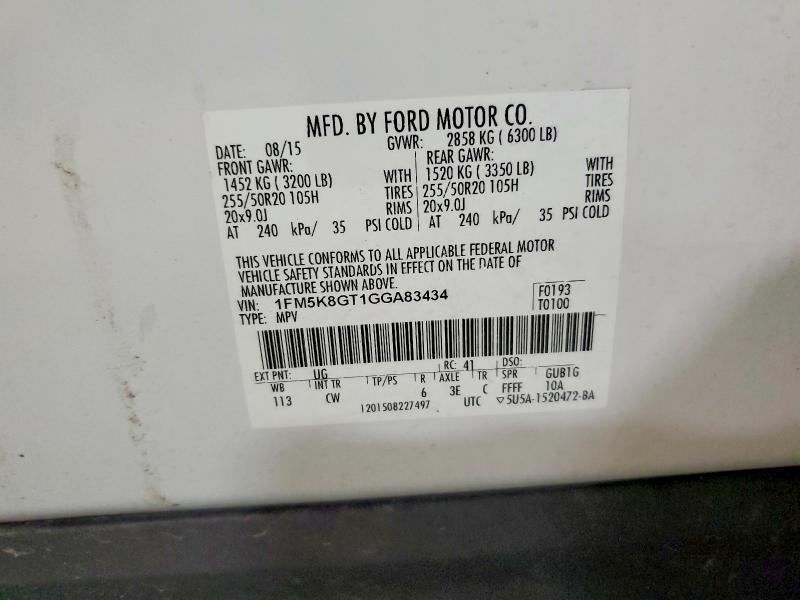 MFD. BY FORD MOTOR CO.
DATE: 08/15 GVWR: 2858 KG ( 6300 LB)
FRONT GAWR: REAR GAWR:
1452 KG ( 3200 LB) WITH 1520 KG ( 3350 LB) WITH
255/50R20 105H TIRES 255/50R20 105H TIRES
20x9.0J RIMS 20x9.0J RIMS
AT 240 kPa/ 35 PSI COLD AT 240 kPa/ 35 PSI COLD
THIS VEHICLE CONFORMS TO ALL APPLICABLE FEDERAL MOTOR
VEHICLE SAFETY STANDARDS IN EFFECT ON THE DATE OF
MANUFACTURE SHOWN ABOVE.
VIN: 1FM5K8GT1GGA83434 F0193
TYPE: MPV T0100
EXT PNT: UG RC: 41 DSO:
WB INT TR TP/PS R AXLE TR SPR GUB1G
113 CW 6 3E C FFFF 10A
1201508227497 UTC ▽5U5A-1520472-BA